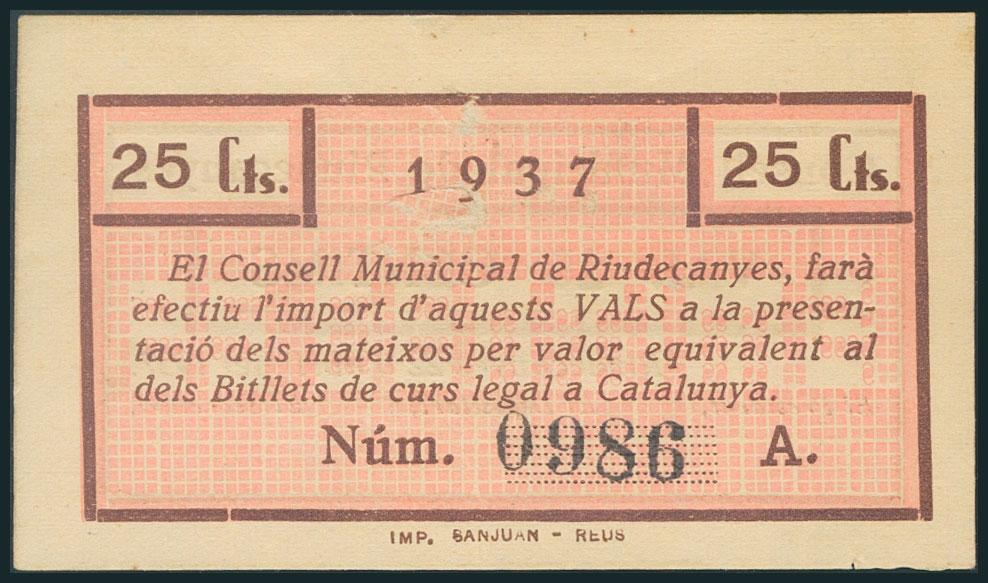 25 Cts. 1937 25 Cts.
El Consell Municipal de Riudecanyes, farà
efectiu l'import d'aquests VALS a la presen-
tació dels mateixos per valor equivalent al
dels Bitllets de curs legal a Catalunya.
Núm. 0986 A.
IMP. SANJUAN - REUS